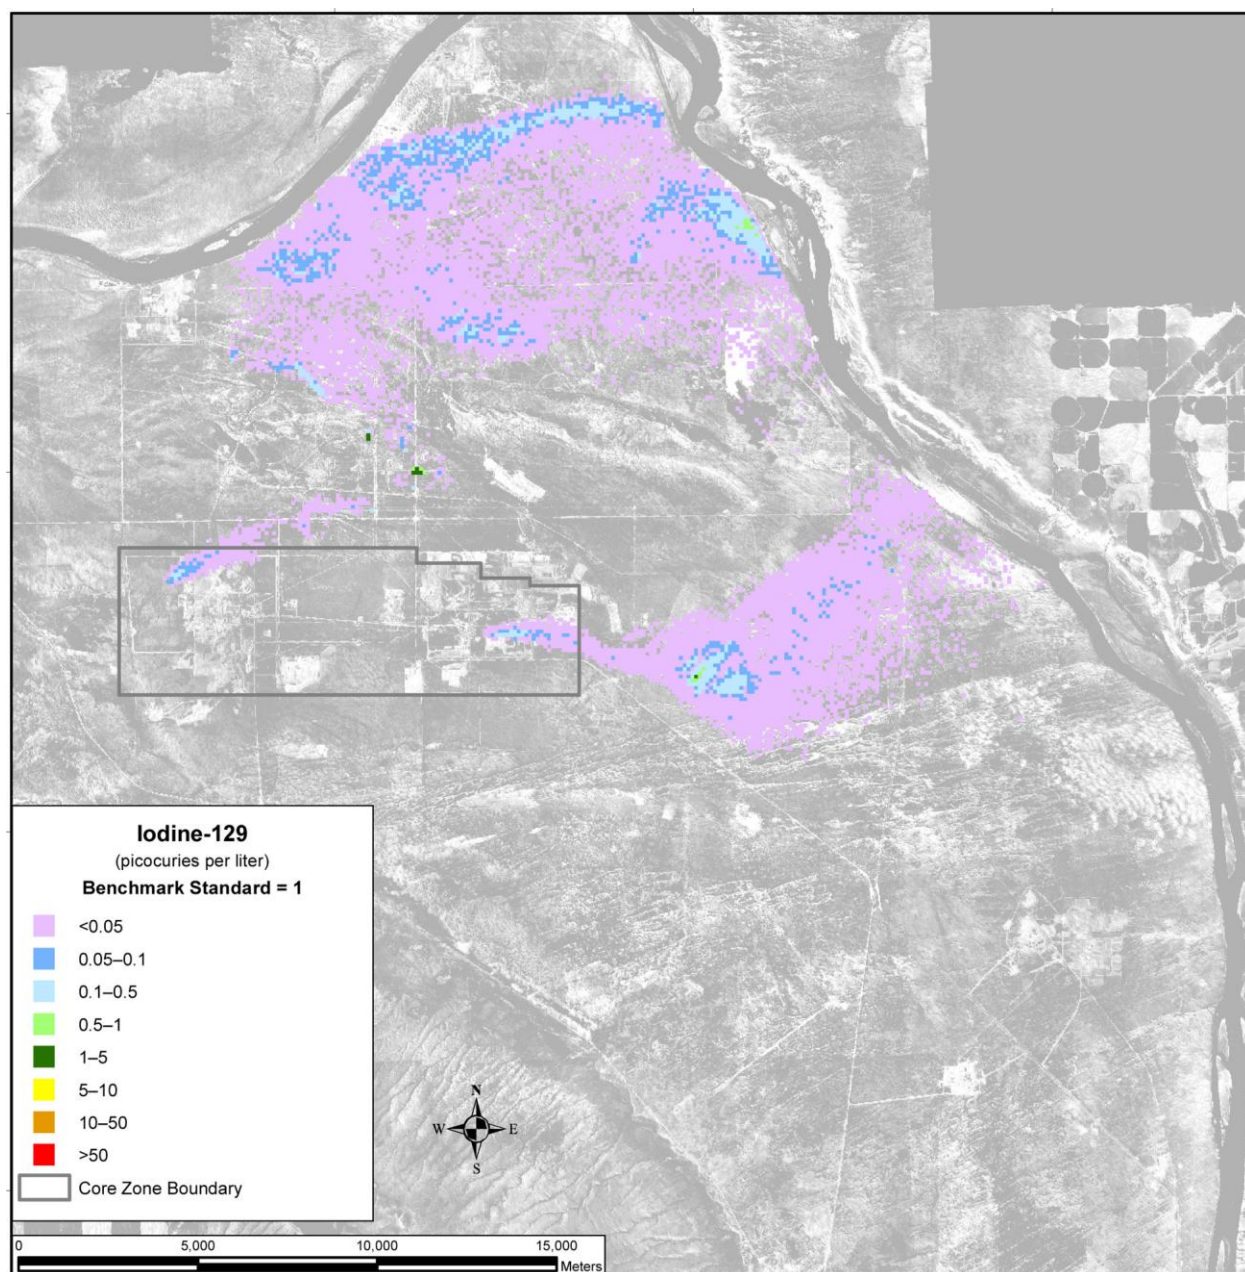 Iodine-129
(picocuries per liter)
Benchmark Standard = 1
<0.05
0.05–0.1
0.1–0.5
0.5–1
1–5
5–10
10–50
>50
Core Zone Boundary
N
W E
S
0 5,000 10,000 15,000
Meters